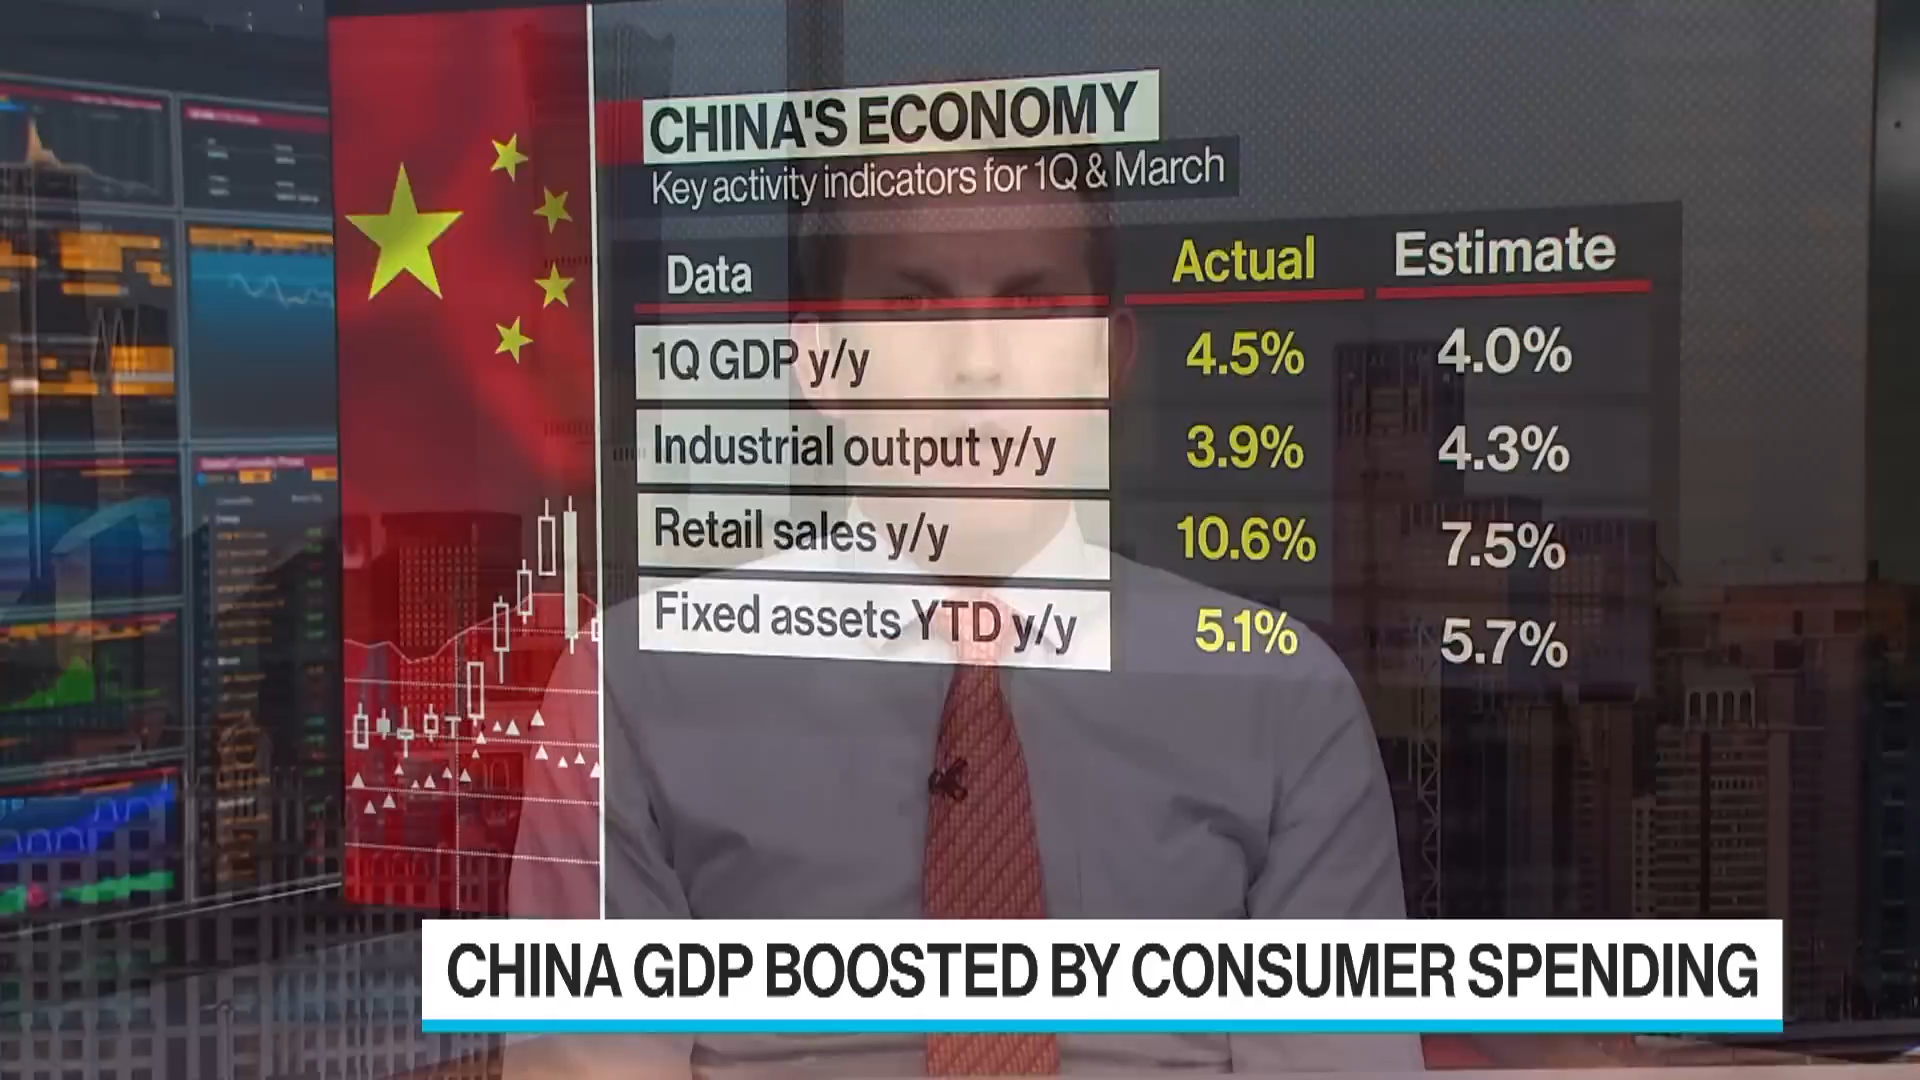 CHINA'S ECONOMY
Key activity indicators for 1Q & March
Data Actual Estimate
1Q GDP y/y 4.5% 4.0%
Industrial output y/y 3.9% 4.3%
Retail sales y/y 10.6% 7.5%
Fixed assets YTD y/y 5.1% 5.7%
CHINA GDP BOOSTED BY CONSUMER SPENDING